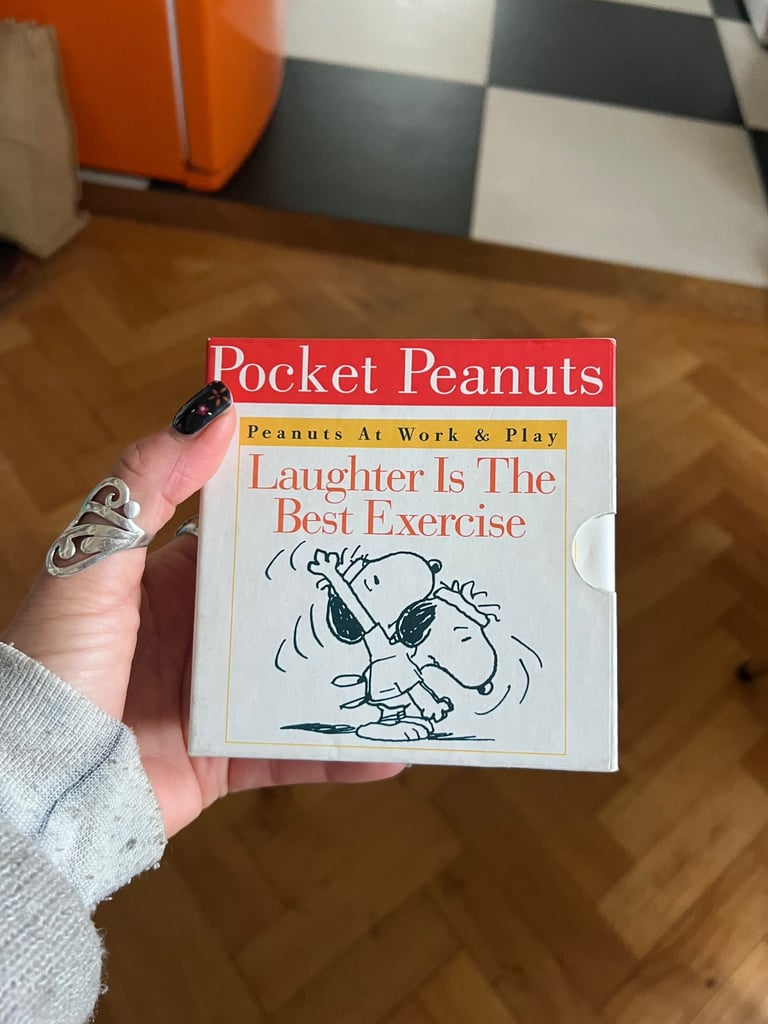 Pocket Peanuts
Peanuts At Work & Play
Laughter Is The
Best Exercise